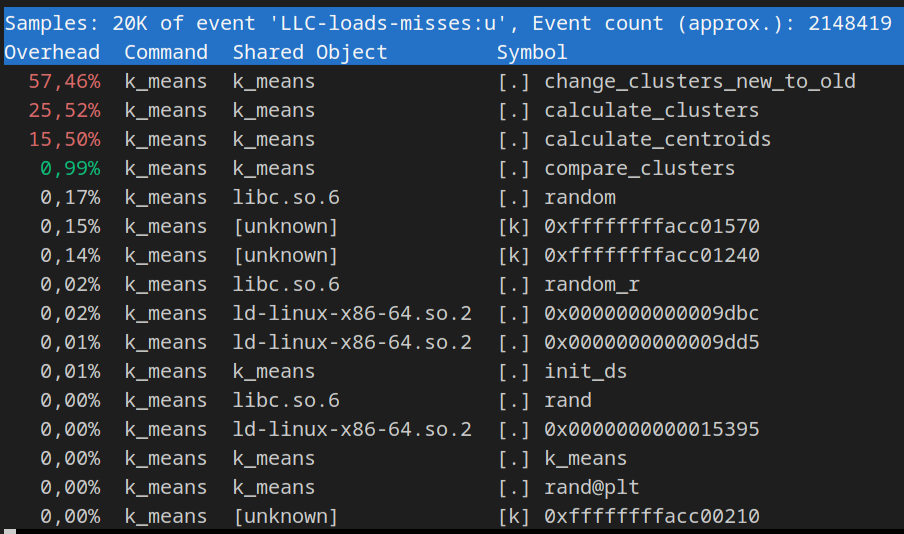 Samples: 20K of event 'LLC-loads-misses:u', Event count (approx.): 2148419
Overhead  Command  Shared Object         Symbol
57,46%  k_means  k_means               [.] change_clusters_new_to_old
25,52%  k_means  k_means               [.] calculate_clusters
15,50%  k_means  k_means               [.] calculate_centroids
0,99%  k_means  k_means               [.] compare_clusters
0,17%  k_means  libc.so.6             [.] random
0,15%  k_means  [unknown]             [k] 0xffffffffacc01570
0,14%  k_means  [unknown]             [k] 0xffffffffacc01240
0,02%  k_means  libc.so.6             [.] random_r
0,02%  k_means  ld-linux-x86-64.so.2  [.] 0x0000000000009dbc
0,01%  k_means  ld-linux-x86-64.so.2  [.] 0x0000000000009dd5
0,01%  k_means  k_means               [.] init_ds
0,00%  k_means  libc.so.6             [.] rand
0,00%  k_means  ld-linux-x86-64.so.2  [.] 0x0000000000015395
0,00%  k_means  k_means               [.] k_means
0,00%  k_means  k_means               [.] rand@plt
0,00%  k_means  [unknown]             [k] 0xffffffffacc00210